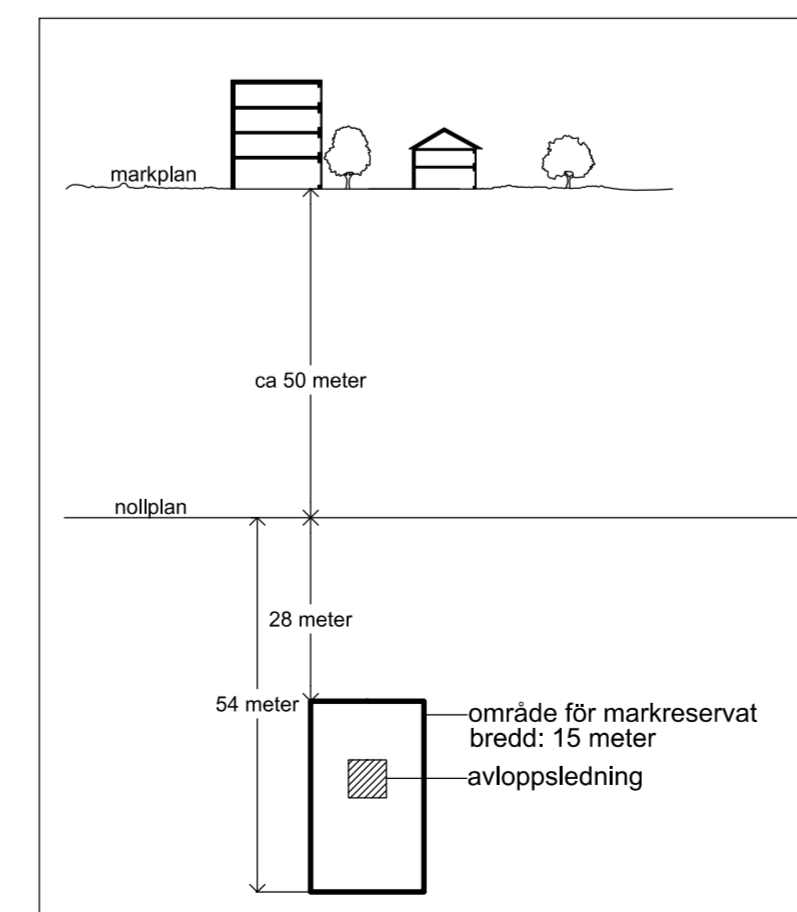 markplan
ca 50 meter
nollplan
28 meter
54 meter
område för markreservat
bredd: 15 meter
avloppsledning